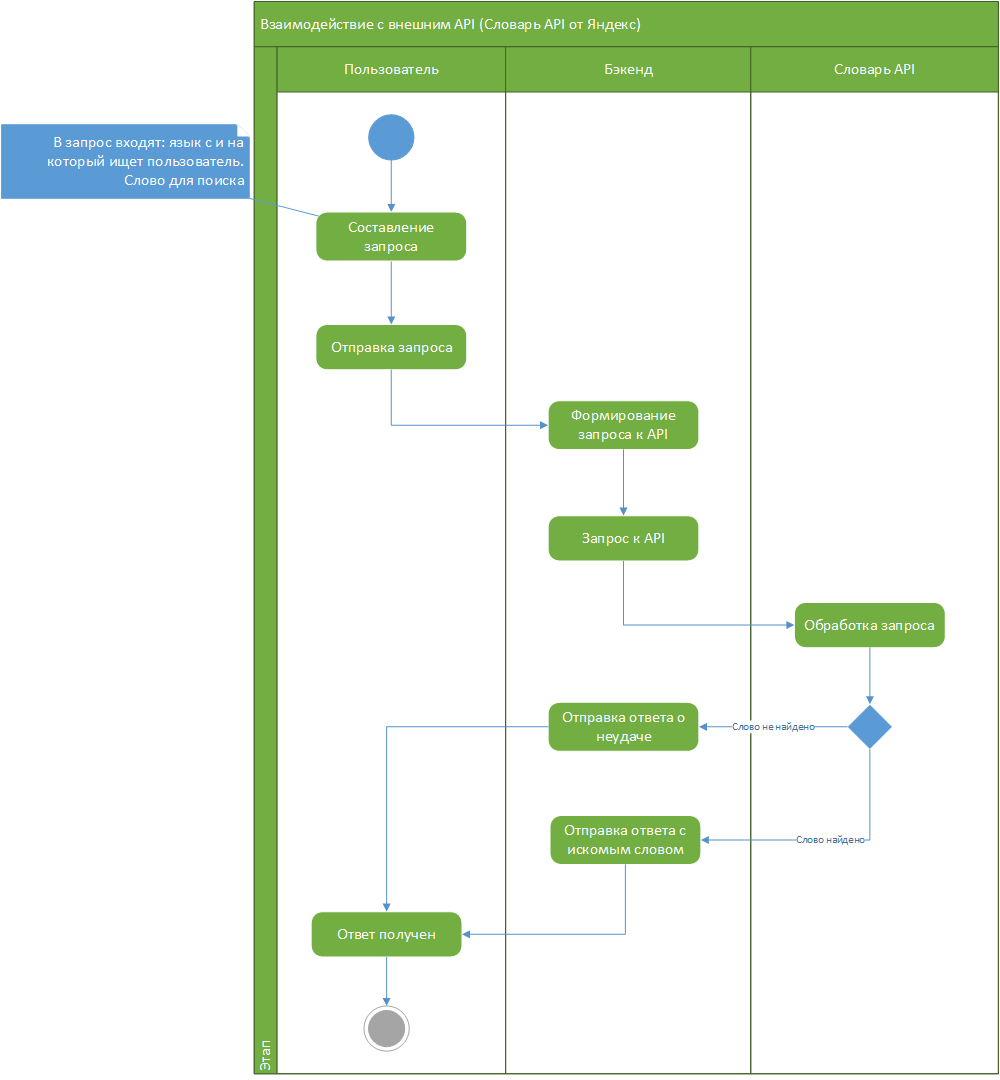 Взаимодействие с внешним API (Словарь API от Яндекс)
Пользователь
Бэкенд
Словарь API
В запрос входят: язык с и на
который ищет пользователь.
Слово для поиска
Составление
запроса
Отправка запроса
Формирование
запроса к API
Запрос к API
Обработка запроса
Отправка ответа о
неудаче
Слово не найдено
Отправка ответа с
искомым словом
Слово найдено
Ответ получен
Этап